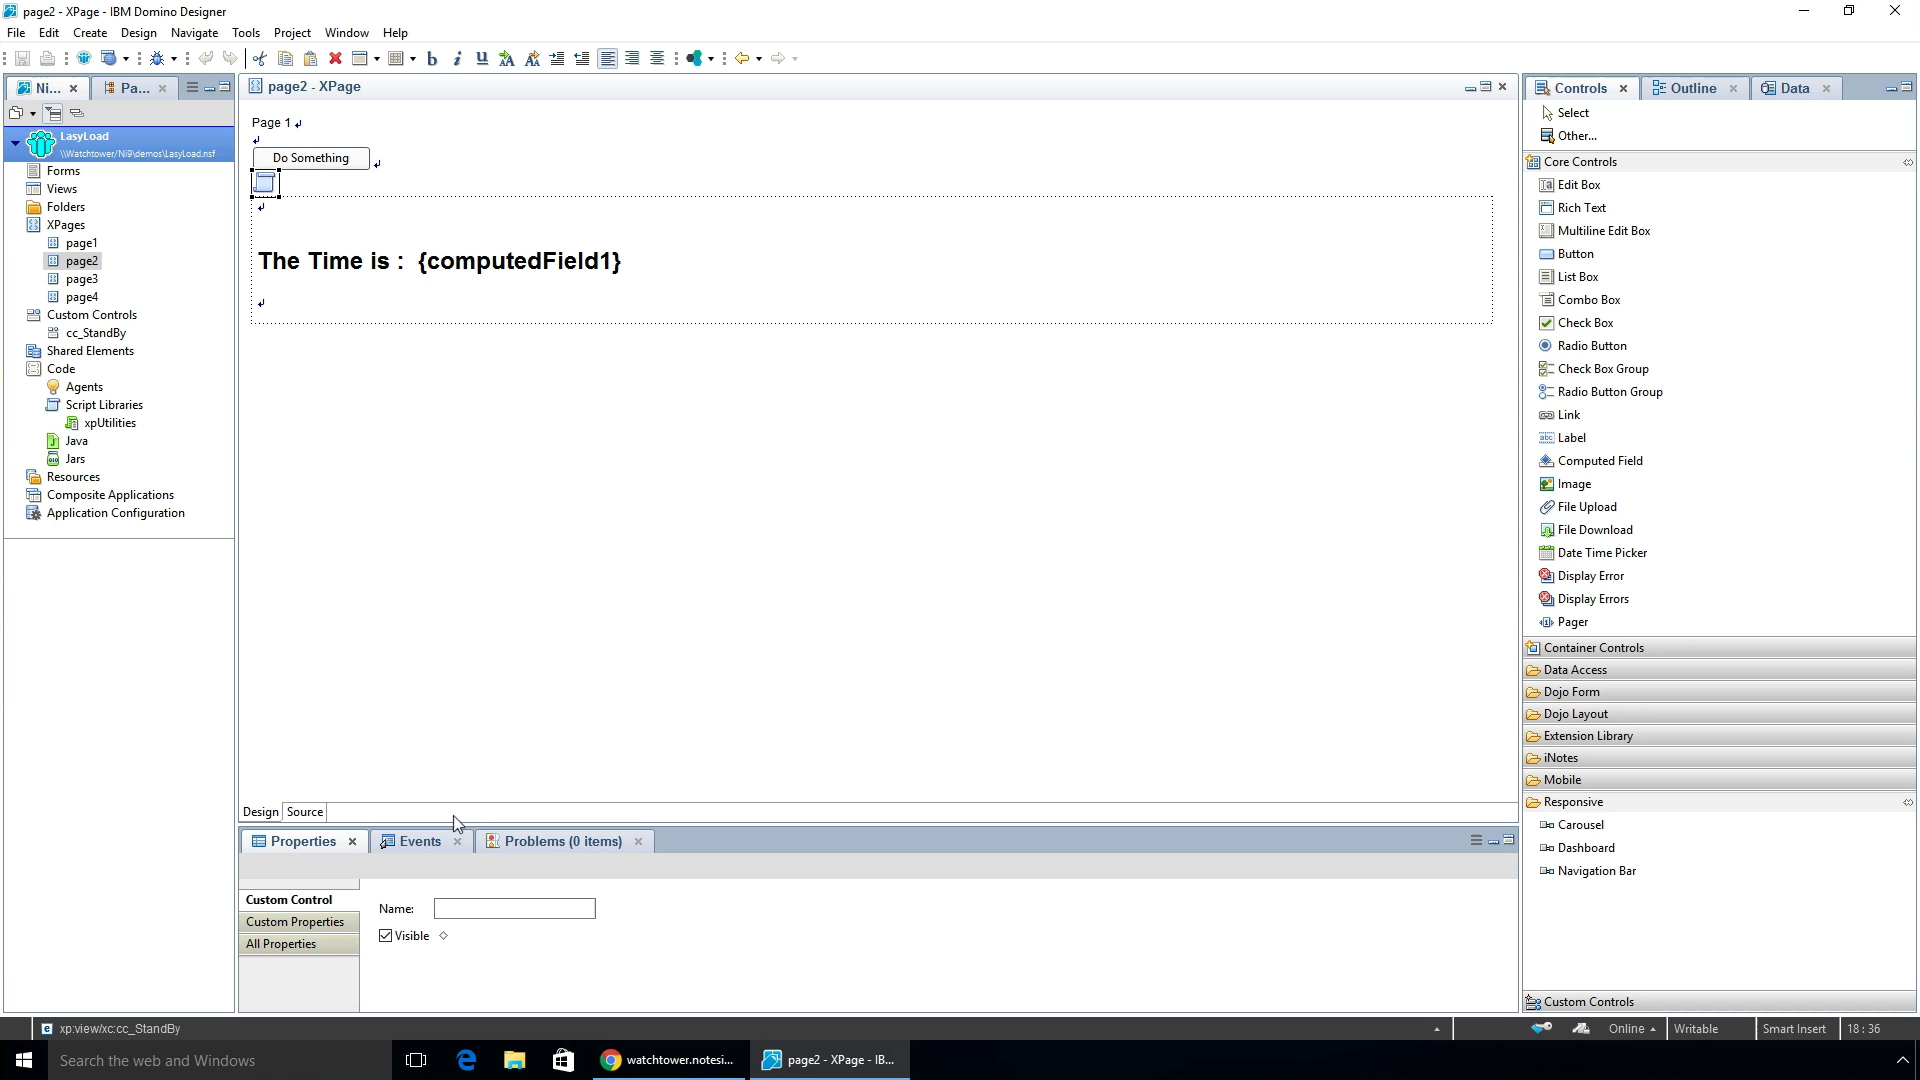 page2 - XPage - IBM Domino Designer
File Edit Create Design Navigate Tools Project Window Help
Ni...
Pa...
LasyLoad
\\Watchtower/Ni9\demos\LasyLoad.nsf
Forms
Views
Folders
XPages
page1
page2
page3
page4
Custom Controls
cc_StandBy
Shared Elements
Code
Agents
Script Libraries
xpUtilities
Java
Jars
Resources
Composite Applications
Application Configuration
page2 - XPage
Page 1
Do Something
The Time is : {computedField1}
Design Source
Properties Events Problems (0 items)
Custom Control
Custom Properties
All Properties
Name:
Visible
Controls Outline Data
Select
Other...
Core Controls
Edit Box
Rich Text
Multiline Edit Box
Button
List Box
Combo Box
Check Box
Radio Button
Check Box Group
Radio Button Group
Link
Label
Computed Field
Image
File Upload
File Download
Date Time Picker
Display Error
Display Errors
Pager
Container Controls
Data Access
Dojo Form
Dojo Layout
Extension Library
iNotes
Mobile
Responsive
Carousel
Dashboard
Navigation Bar
Custom Controls
xp:view/xc:cc_StandBy
Online Writable Smart Insert 18 : 36
Search the web and Windows
watchtower.notesi...
page2 - XPage - IB...